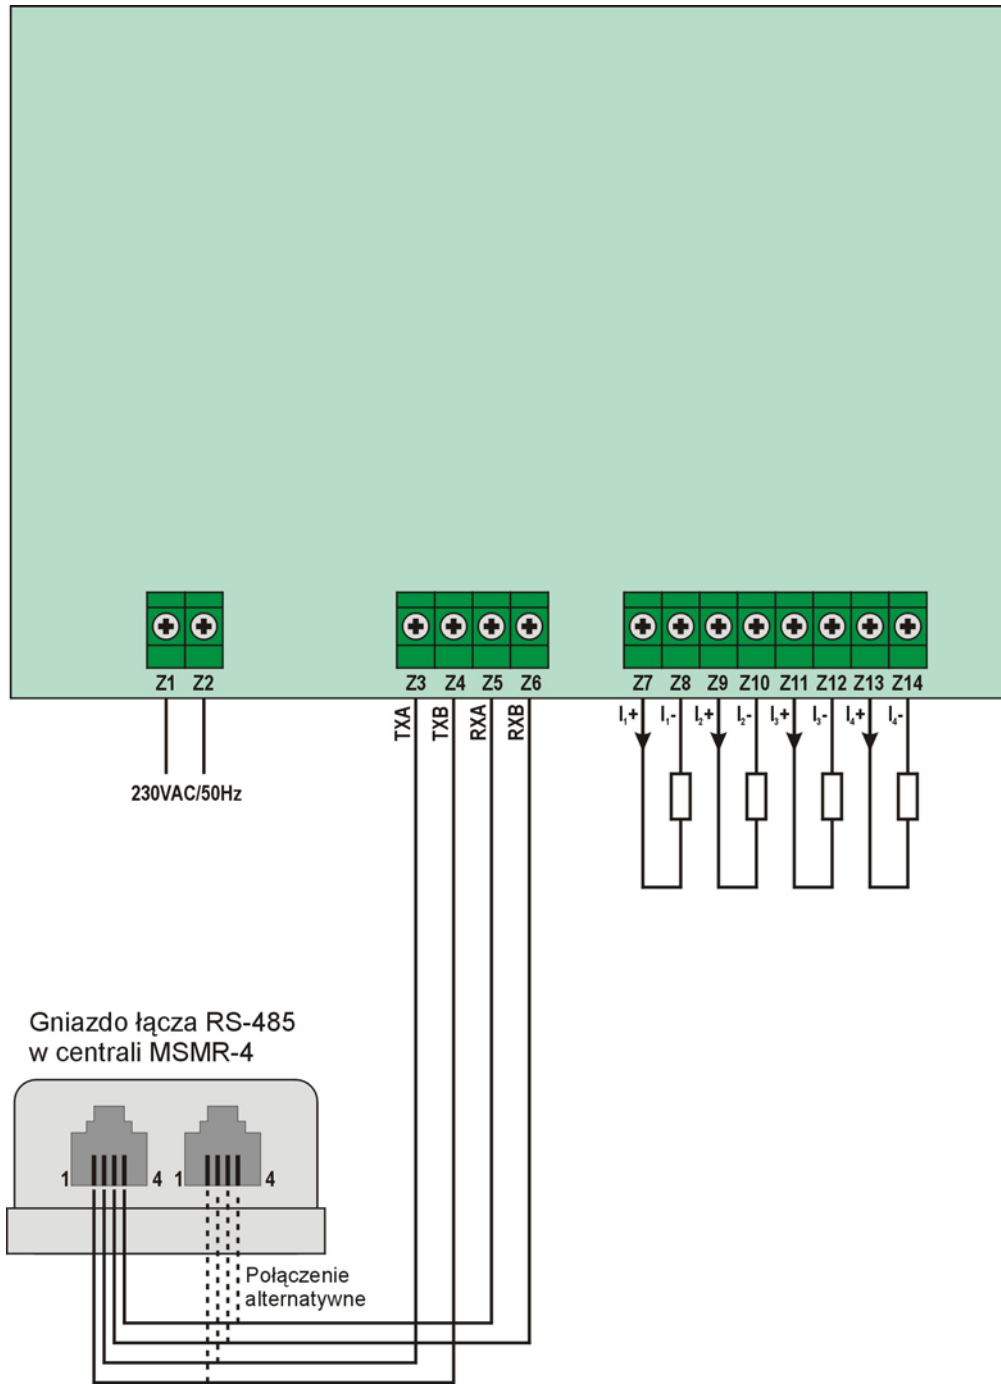 Z1 Z2 Z3 Z4 Z5 Z6 Z7 Z8 Z9 Z10 Z11 Z12 Z13 Z14
TXA TXB RXA RXB I₁+ I₁- I₂+ I₂- I₃+ I₃- I₄+ I₄-
230VAC/50Hz
Gniazdo łącza RS-485
w centrali MSMR-4
1 4 1 4
Połączenie
alternatywne